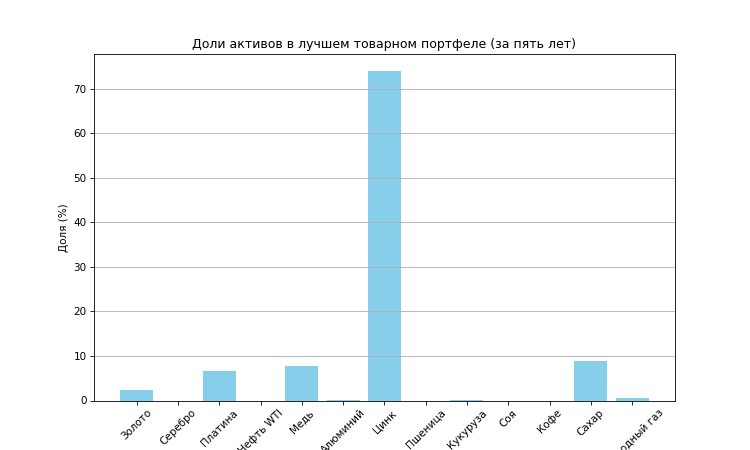 Доли активов в лучшем товарном портфеле (за пять лет)
Доля (%)
70
60
50
40
30
20
10
0
Золото
Серебро
Платина
Нефть WTI
Медь
Алюминий
Цинк
Пшеница
Кукуруза
Соя
Кофе
Сахар
газ